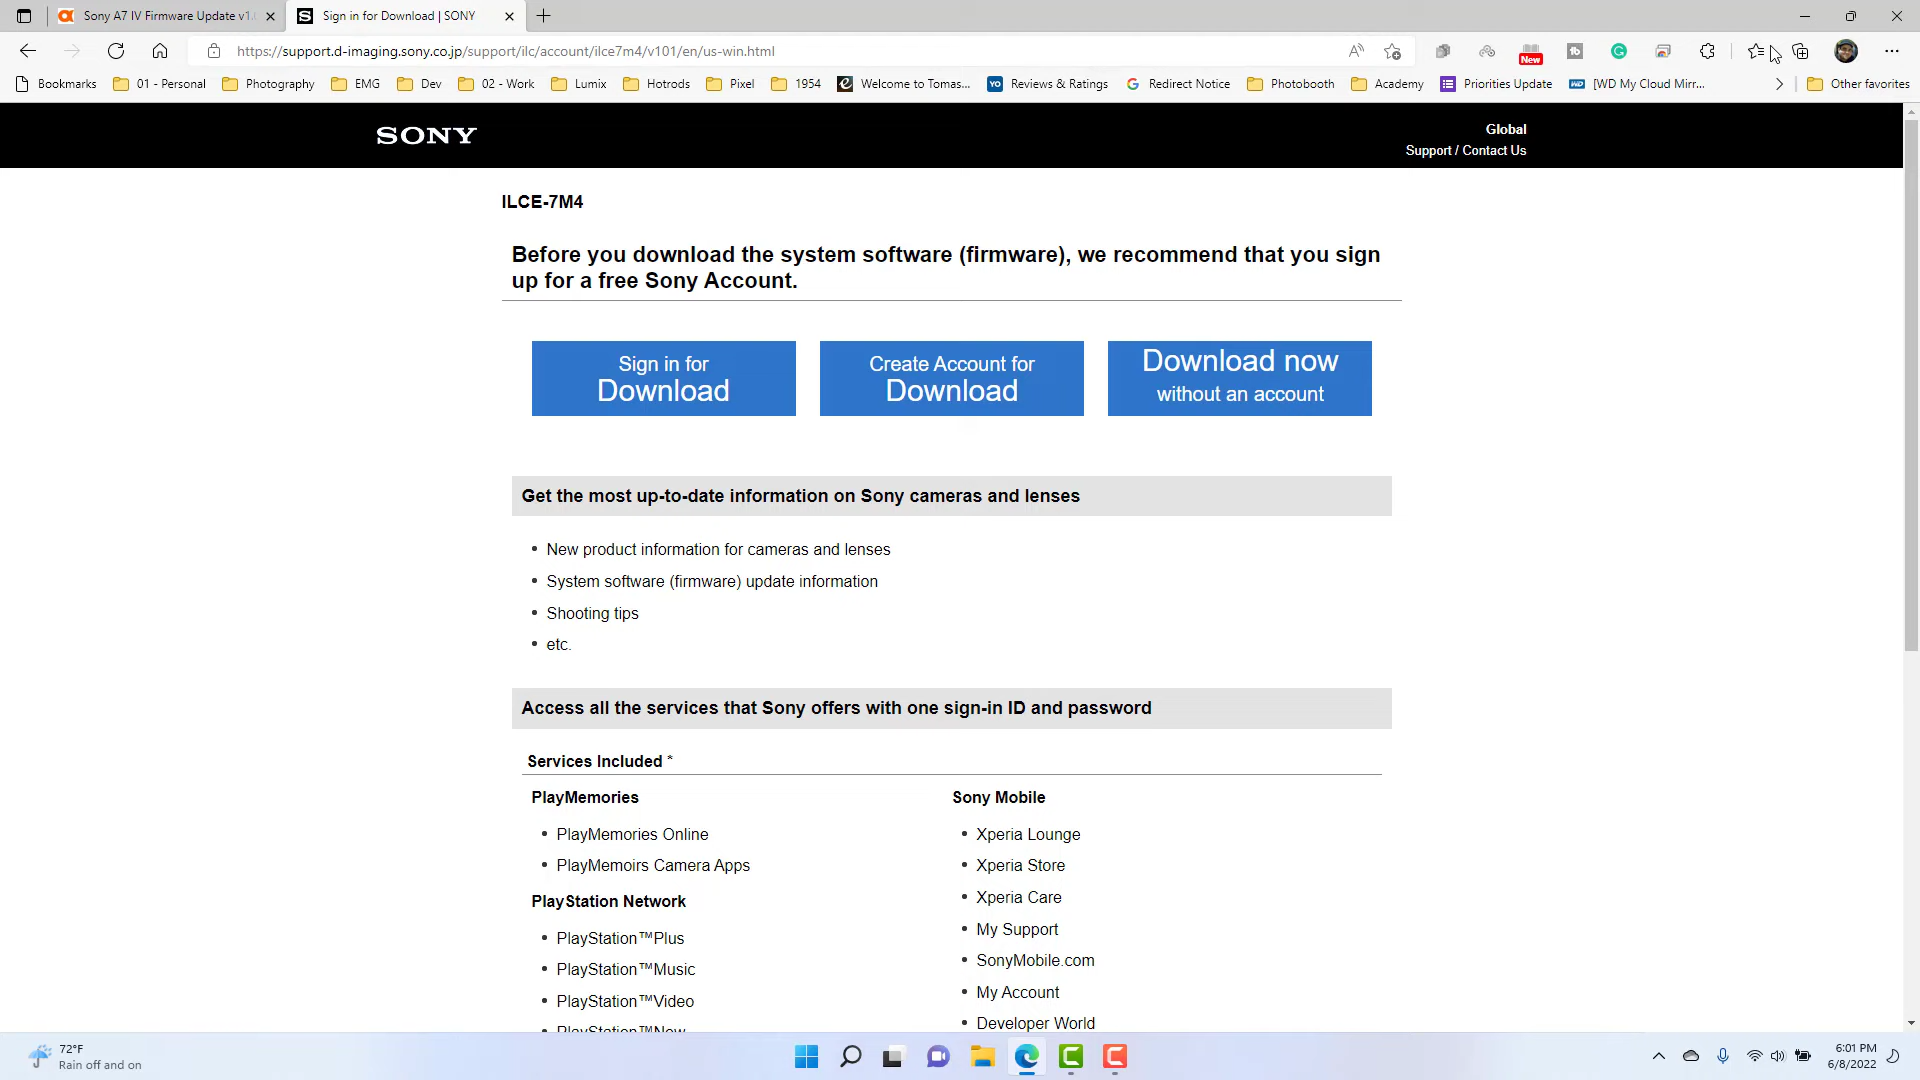 Sony A7 IV Firmware Update v1.
Sign in for Download | SONY
https://support.d-imaging.sony.co.jp/support/ilc/account/ilce7m4/v101/en/us-win.html
New
Bookmarks
01 - Personal
Photography
EMG
Dev
02 - Work
Lumix
Hotrods
Pixel
1954
Welcome to Tomas...
YO
Reviews & Ratings
Redirect Notice
Photobooth
Academy
Priorities Update
WD
[WD My Cloud Mirr...
Other favorites
SONY
Global
Support / Contact Us
ILCE-7M4
Before you download the system software (firmware), we recommend that you sign
up for a free Sony Account.
Sign in for
Download
Create Account for
Download
Download now
without an account
Get the most up-to-date information on Sony cameras and lenses
• New product information for cameras and lenses
• System software (firmware) update information
• Shooting tips
• etc.
Access all the services that Sony offers with one sign-in ID and password
Services Included *
PlayMemories
• PlayMemories Online
• PlayMemoirs Camera Apps
PlayStation Network
• PlayStation™Plus
• PlayStation™Music
• PlayStation™Video
PlayStation™Now
Sony Mobile
• Xperia Lounge
• Xperia Store
• Xperia Care
• My Support
• SonyMobile.com
• My Account
• Developer World
72°F
Rain off and on
6:01 PM
6/8/2022